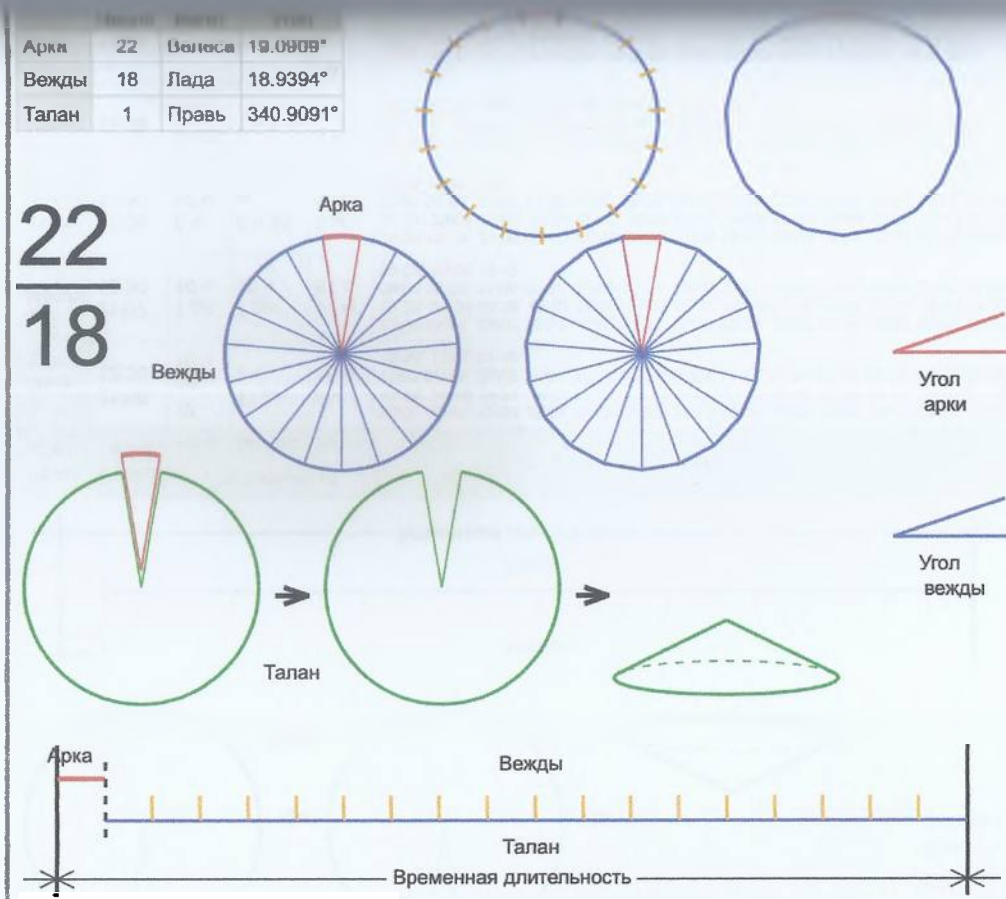 Арки 22 Велеса 19.0909°
Вежды 18 Лада 18.9394°
Талан 1 Правь 340.9091°
22
18
Арка
Вежды
Угол
арки
Угол
вежды
Талан
Арка
Вежды
Талан
Временная длительность